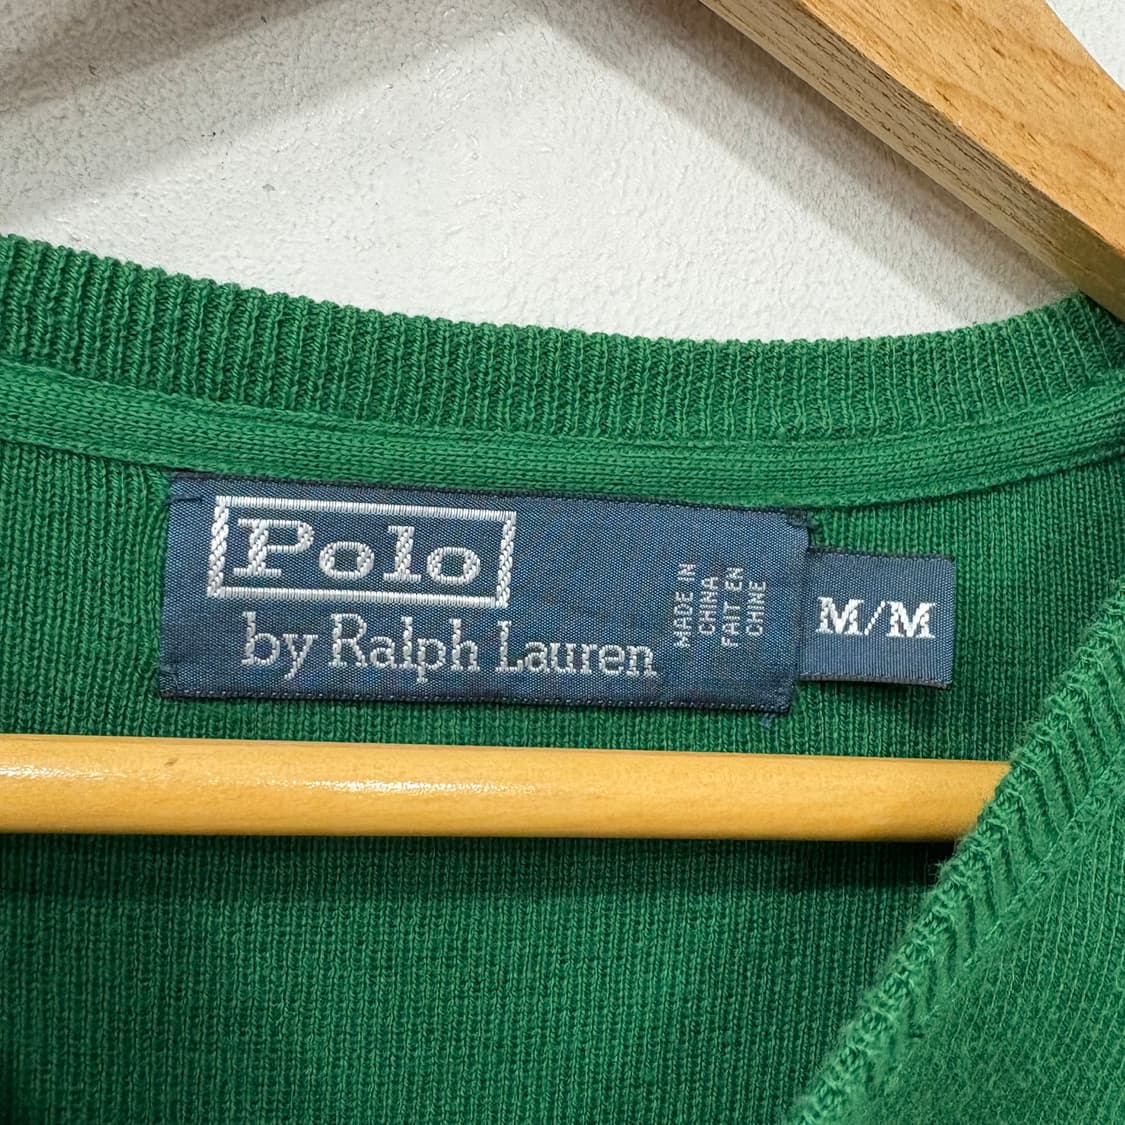 Polo
by Ralph Lauren
MADE IN
CHINA
FAIT EN
CHINE
M/M